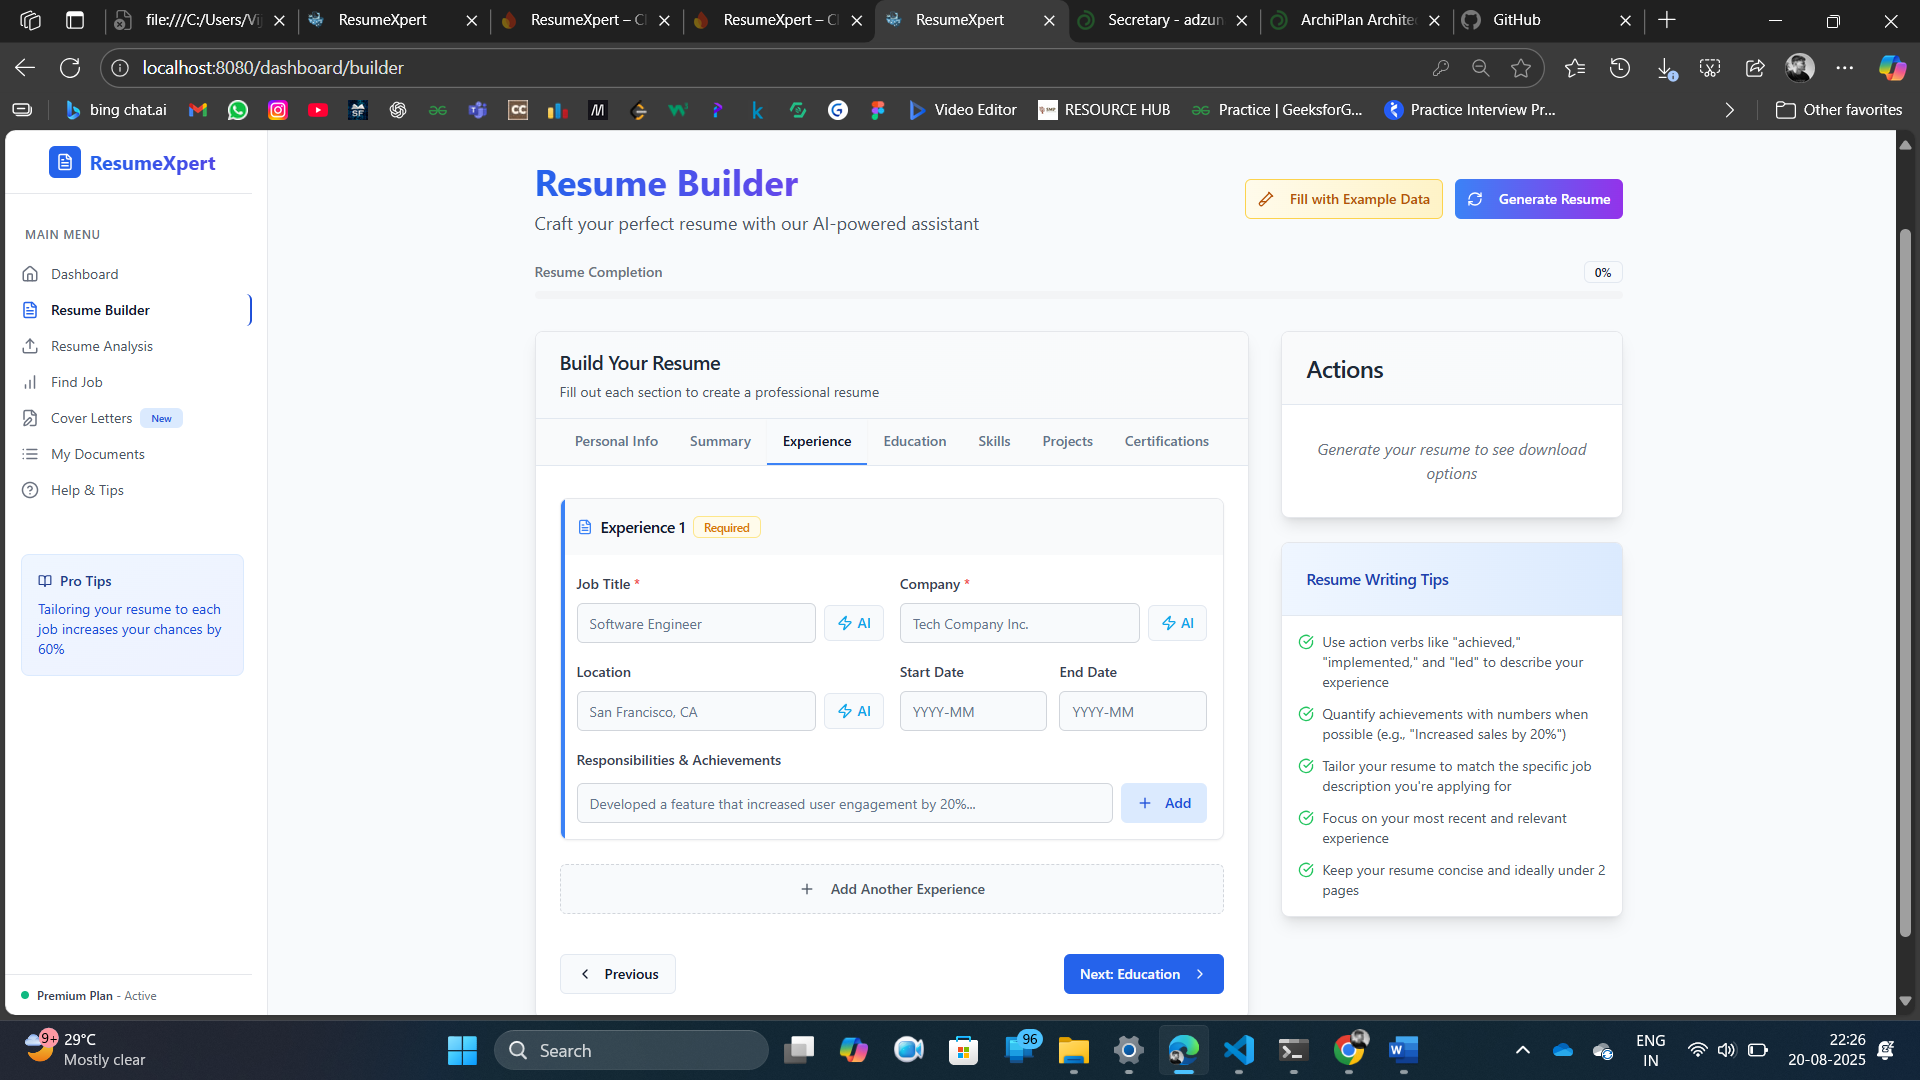 file:///C:/Users/Vij
ResumeXpert
ResumeXpert – Cl
ResumeXpert – Cl
ResumeXpert
Secretary - adzun
ArchiPlan Architec
GitHub
localhost:8080/dashboard/builder
bing chat.ai
Video Editor
RESOURCE HUB
Practice | GeeksforG...
Practice Interview Pr...
Other favorites
ResumeXpert
MAIN MENU
Dashboard
Resume Builder
Resume Analysis
Find Job
Cover Letters New
My Documents
Help & Tips
Pro Tips
Tailoring your resume to each
job increases your chances by
60%
Premium Plan - Active
Resume Builder
Craft your perfect resume with our AI-powered assistant
Fill with Example Data
Generate Resume
Resume Completion
0%
Build Your Resume
Fill out each section to create a professional resume
Personal Info
Summary
Experience
Education
Skills
Projects
Certifications
Experience 1 Required
Job Title *
Company *
Software Engineer
AI
Tech Company Inc.
AI
Location
Start Date
End Date
San Francisco, CA
AI
YYYY-MM
YYYY-MM
Responsibilities & Achievements
Developed a feature that increased user engagement by 20%...
+ Add
+ Add Another Experience
Previous
Next: Education
Actions
Generate your resume to see download
options
Resume Writing Tips
Use action verbs like "achieved,"
"implemented," and "led" to describe your
experience
Quantify achievements with numbers when
possible (e.g., "Increased sales by 20%")
Tailor your resume to match the specific job
description you're applying for
Focus on your most recent and relevant
experience
Keep your resume concise and ideally under 2
pages
9+
29°C
Mostly clear
Search
96
ENG
IN
22:26
20-08-2025